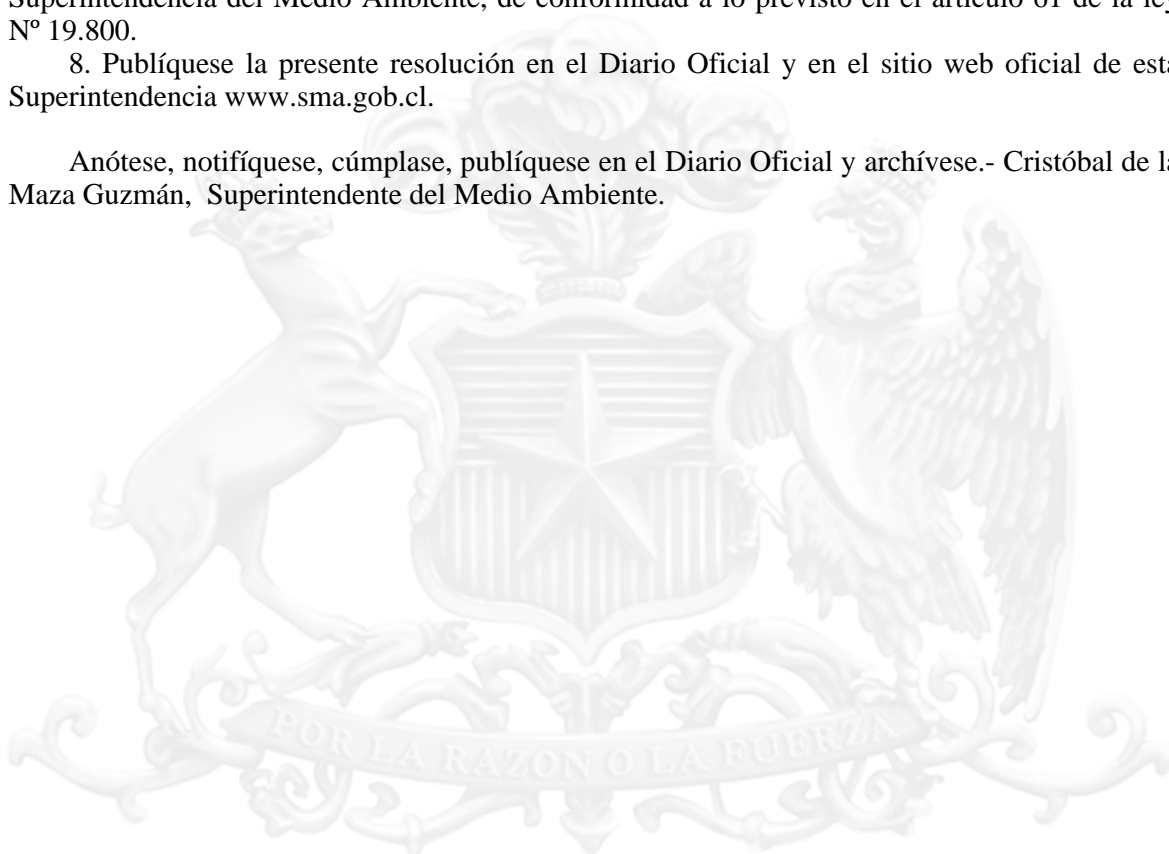 Superintendencia del Medio Ambiente, de conformidad a lo previsto en el artículo 61 de la ley
Nº 19.800.
8. Publíquese la presente resolución en el Diario Oficial y en el sitio web oficial de esta
Superintendencia www.sma.gob.cl.
Anótese, notifíquese, cúmplase, publíquese en el Diario Oficial y archívese.- Cristóbal de la
Maza Guzmán, Superintendente del Medio Ambiente.
POR LA RAZON O LA FUERZA